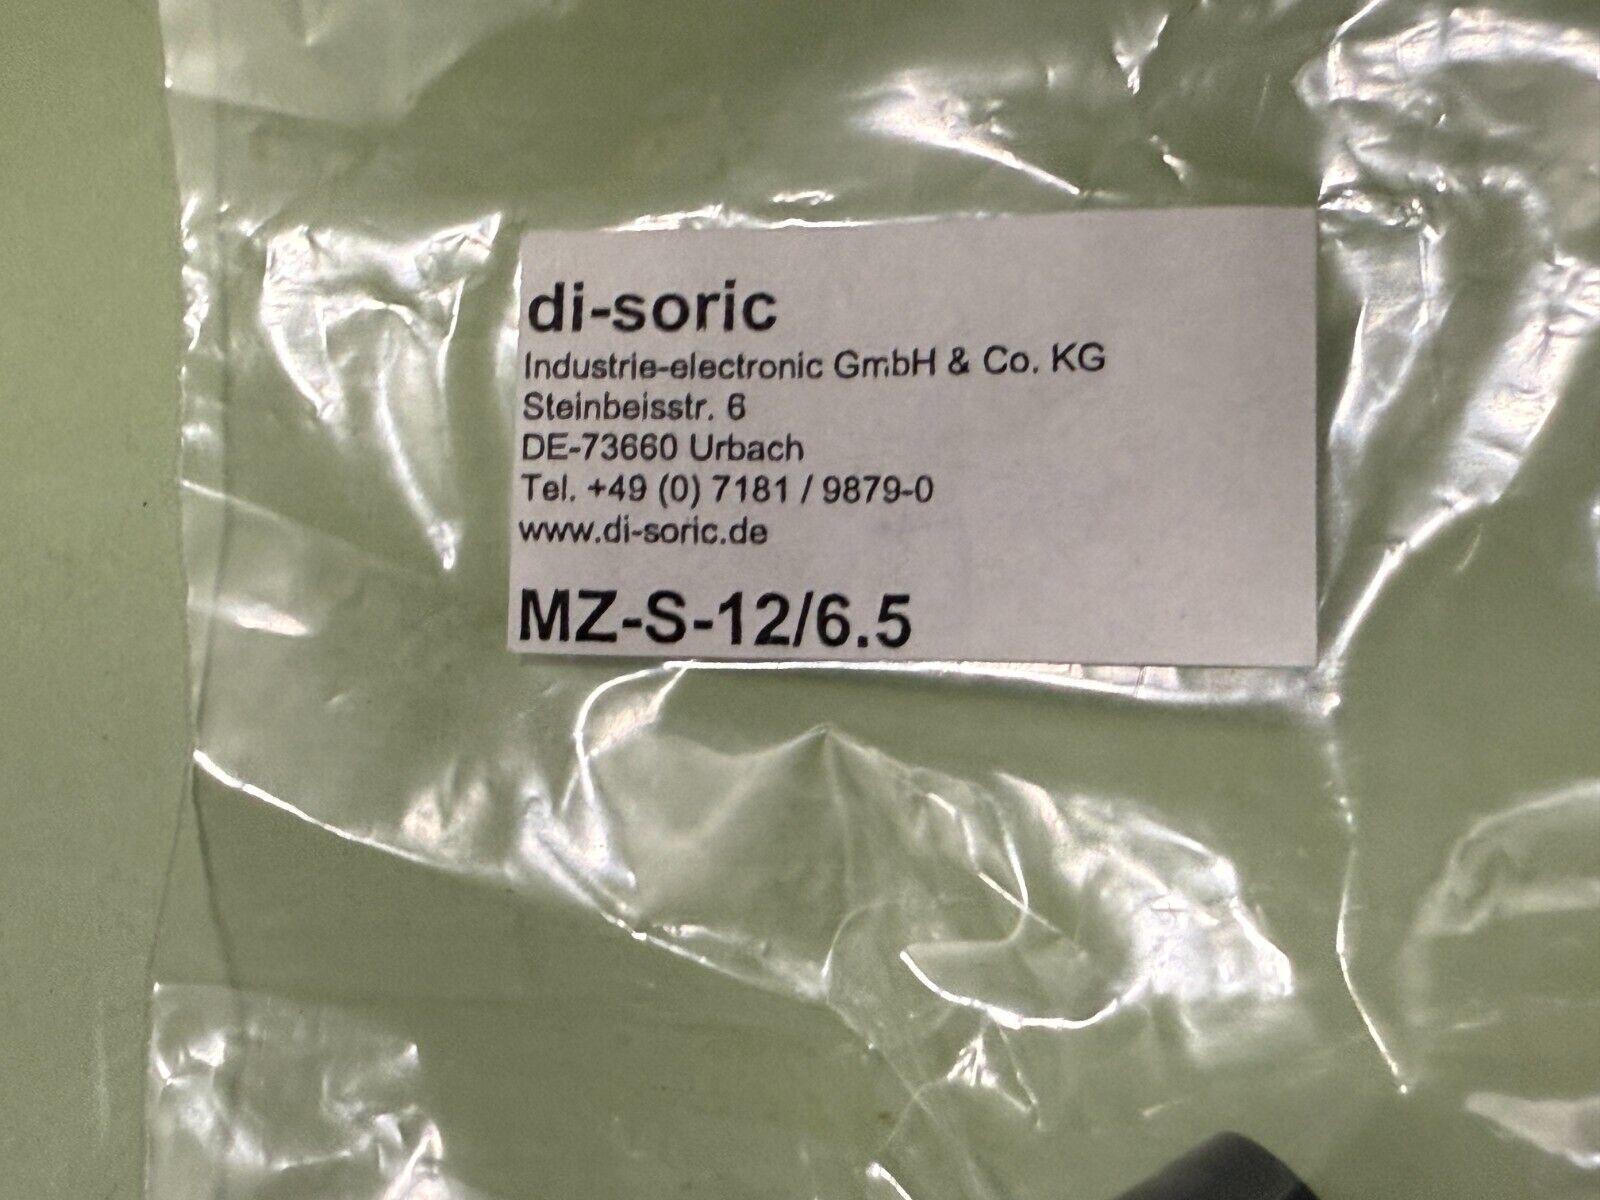 di-soric
Industrie-electronic GmbH & Co. KG
Steinbeisstr. 6
DE-73660 Urbach
Tel. +49 (0) 7181 / 9879-0
www.di-soric.de
MZ-S-12/6.5